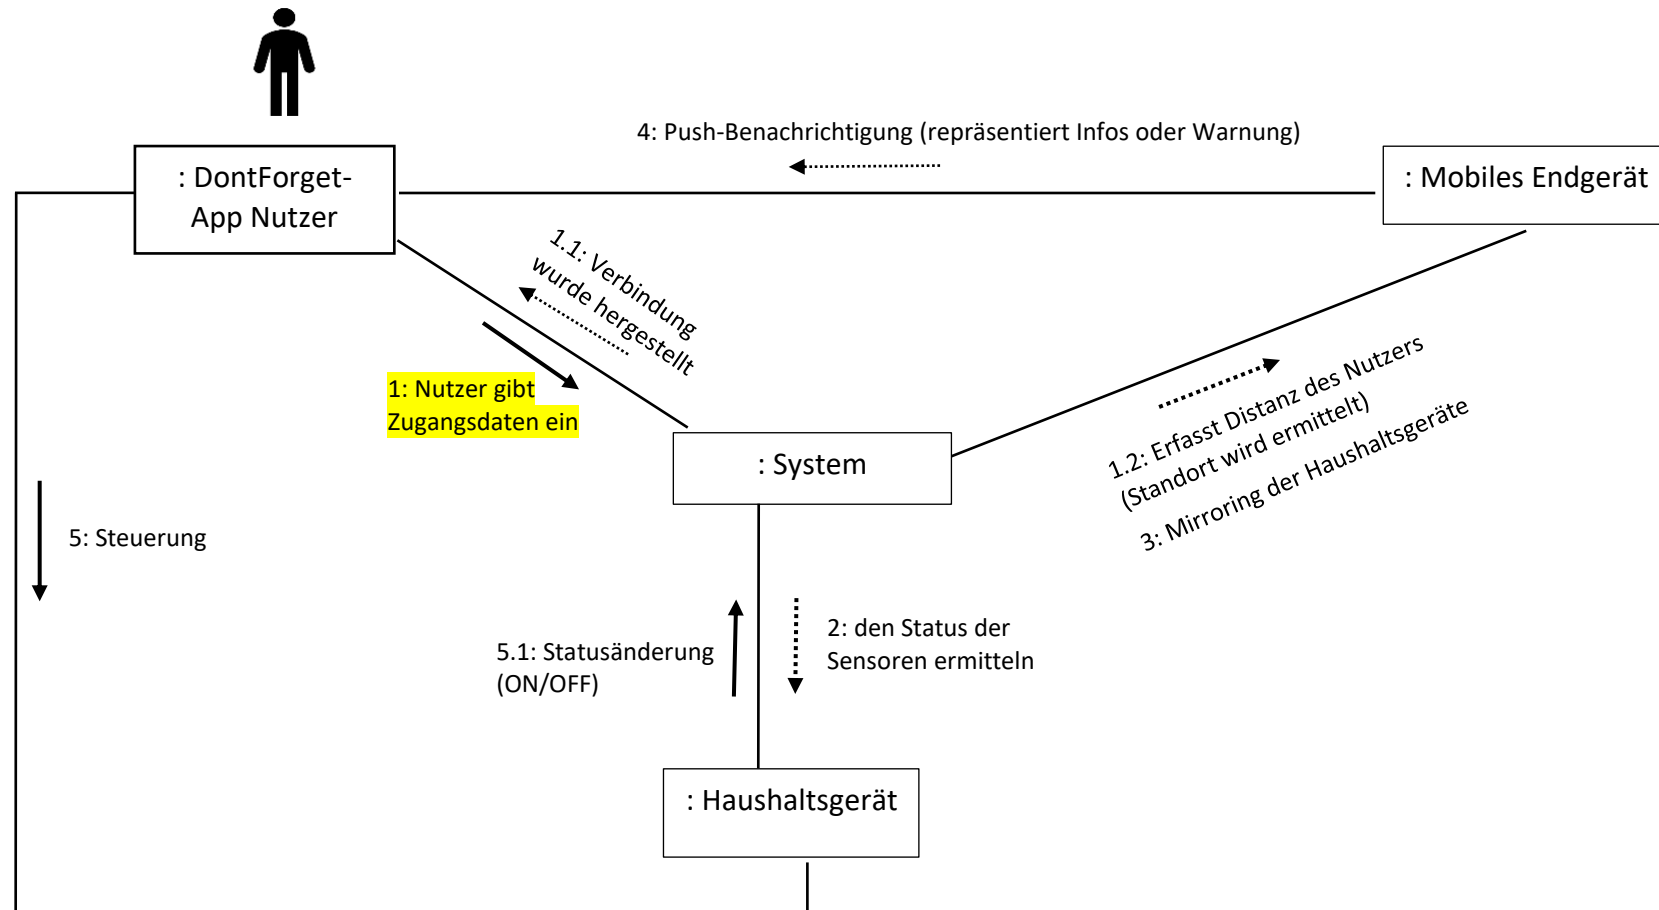 4: Push-Benachrichtigung (repräsentiert Infos oder Warnung)
: DontForget-
App Nutzer
: Mobiles Endgerät
1.1: Verbindung
wurde hergestellt
1: Nutzer gibt
Zugangsdaten ein
: System
1.2: Erfasst Distanz des Nutzers
(Standort wird ermittelt)
3: Mirroring der Haushaltsgeräte
5: Steuerung
5.1: Statusänderung
(ON/OFF)
2: den Status der
Sensoren ermitteln
: Haushaltsgerät